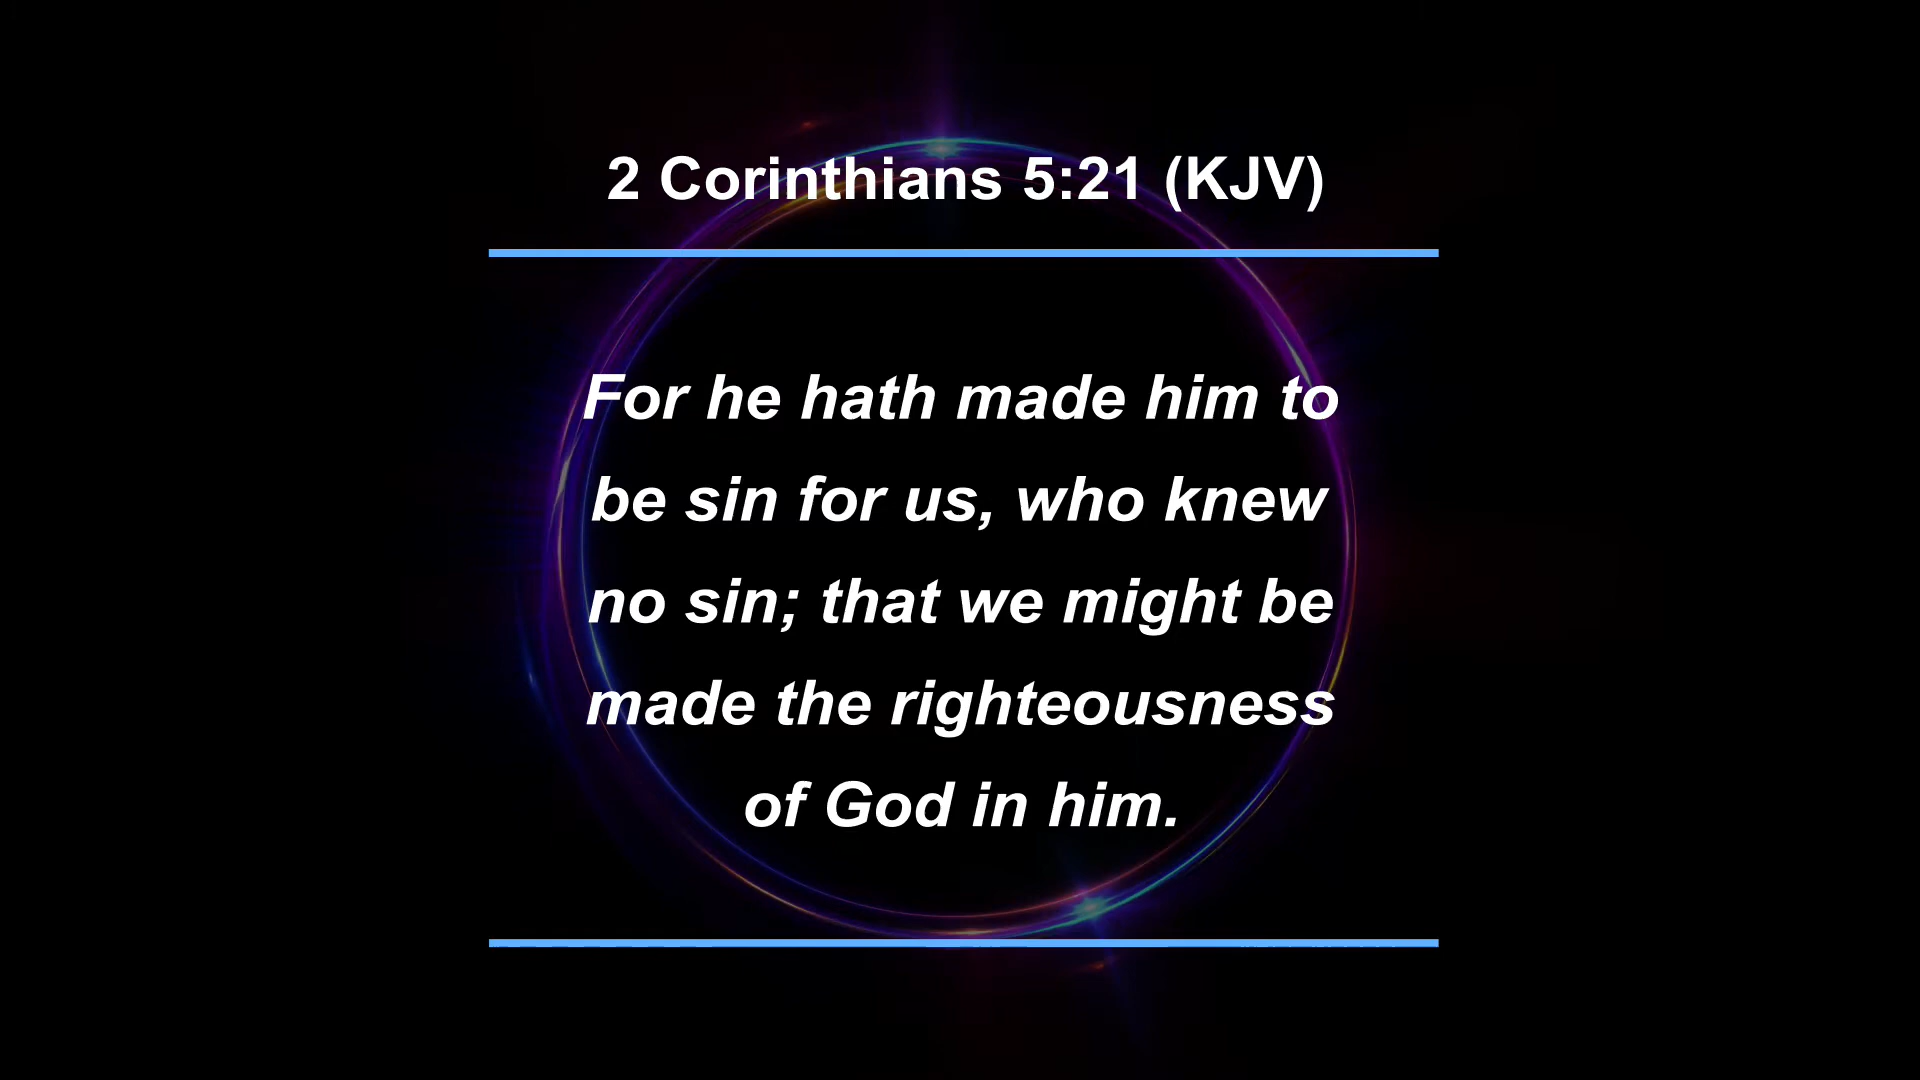 2 Corinthians 5:21 (KJV)
For he hath made him to
be sin for us, who knew
no sin; that we might be
made the righteousness
of God in him.